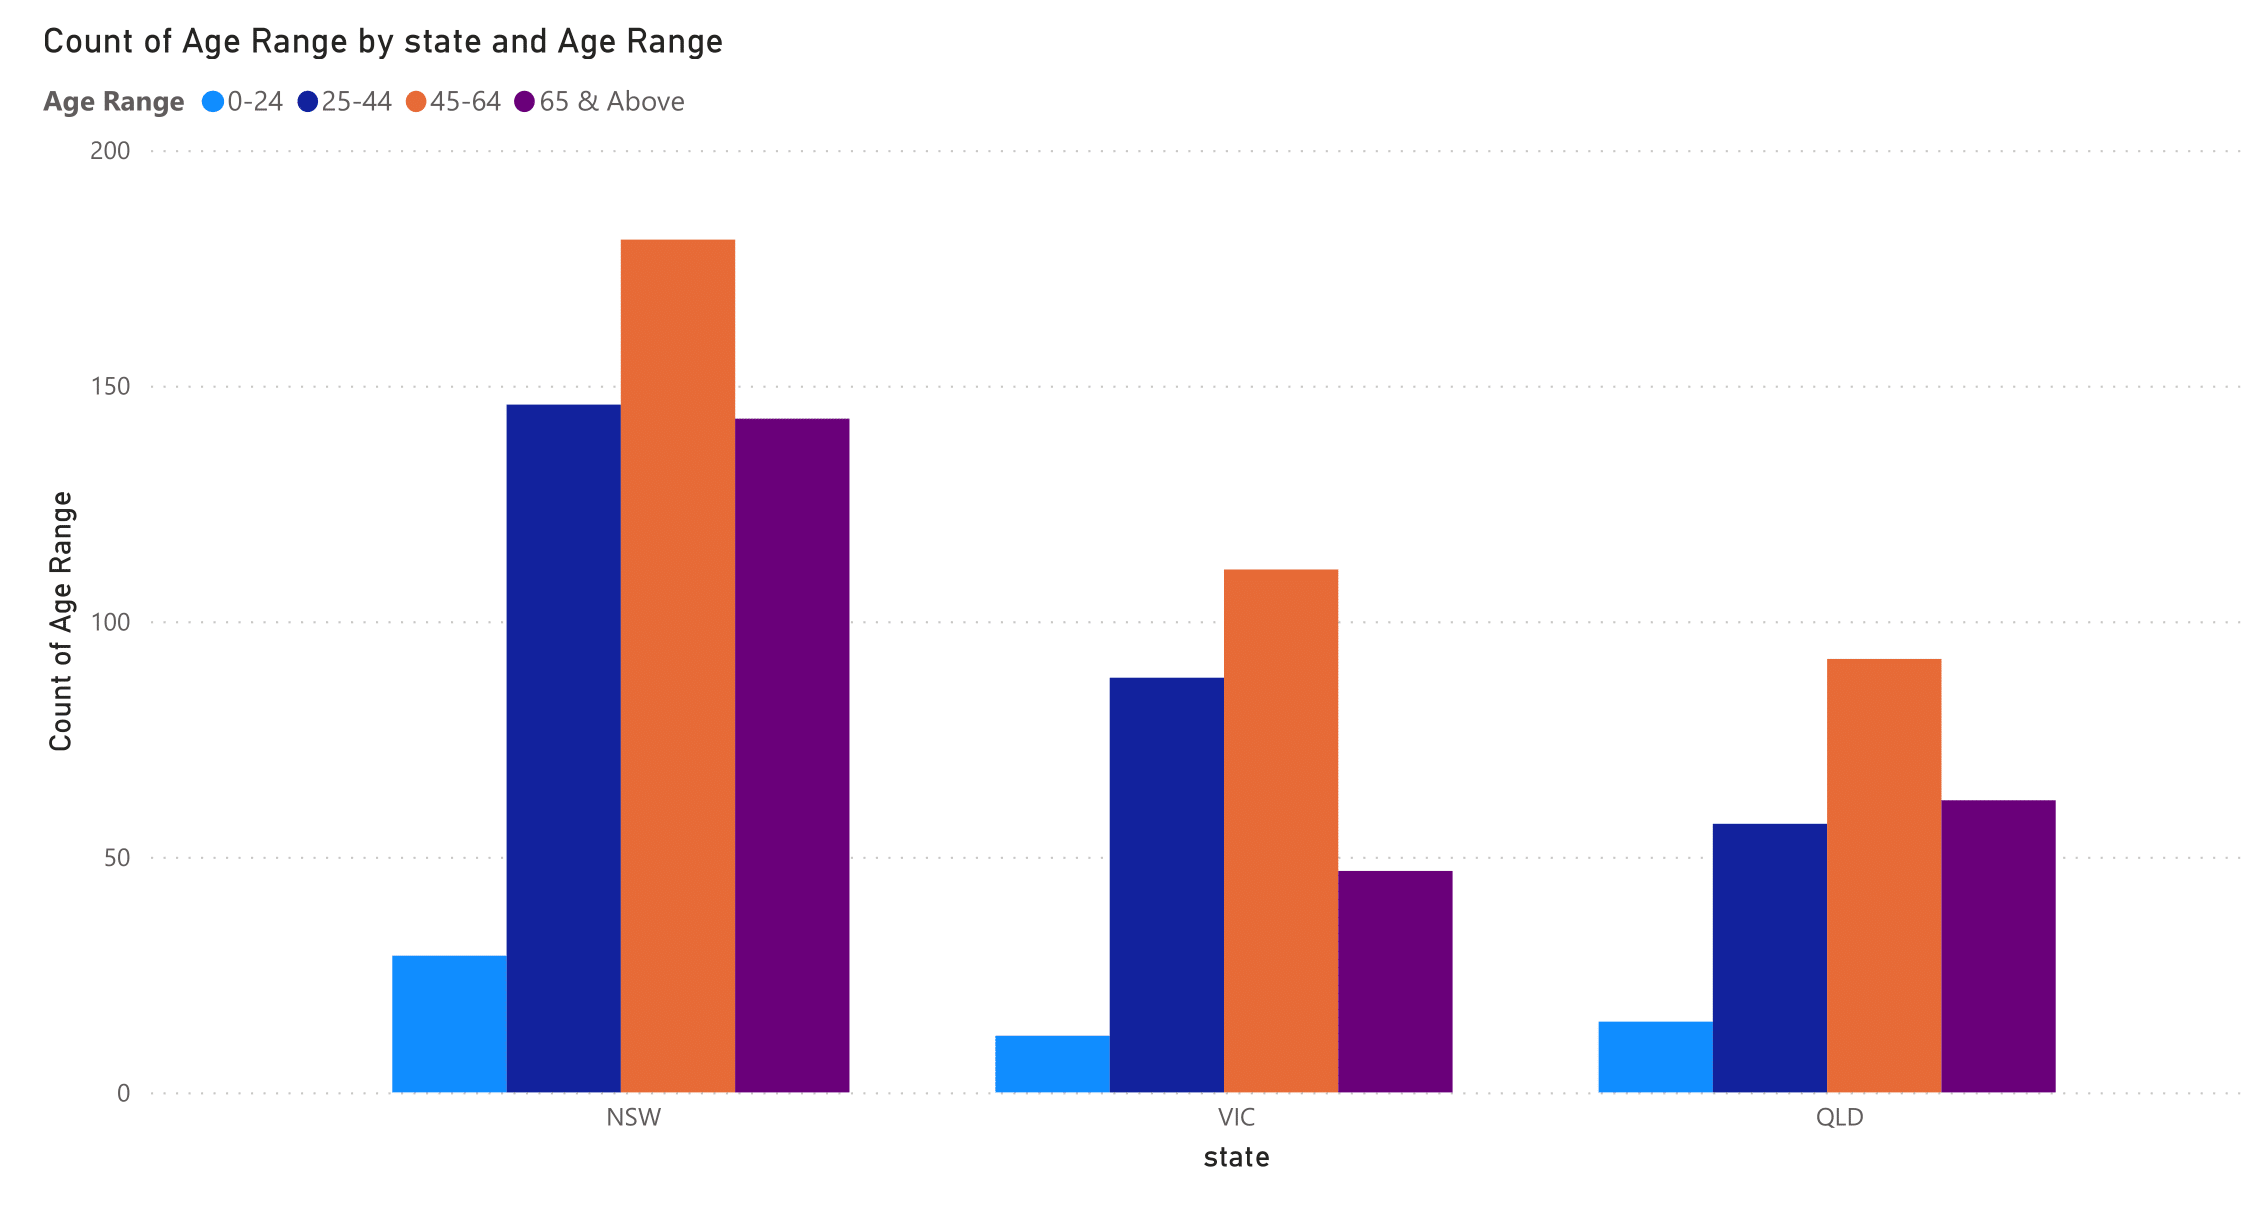 Count of Age Range by state and Age Range
Age Range 0-24 25-44 45-64 65 & Above
200
150
100
50
0
Count of Age Range
NSW VIC QLD
state